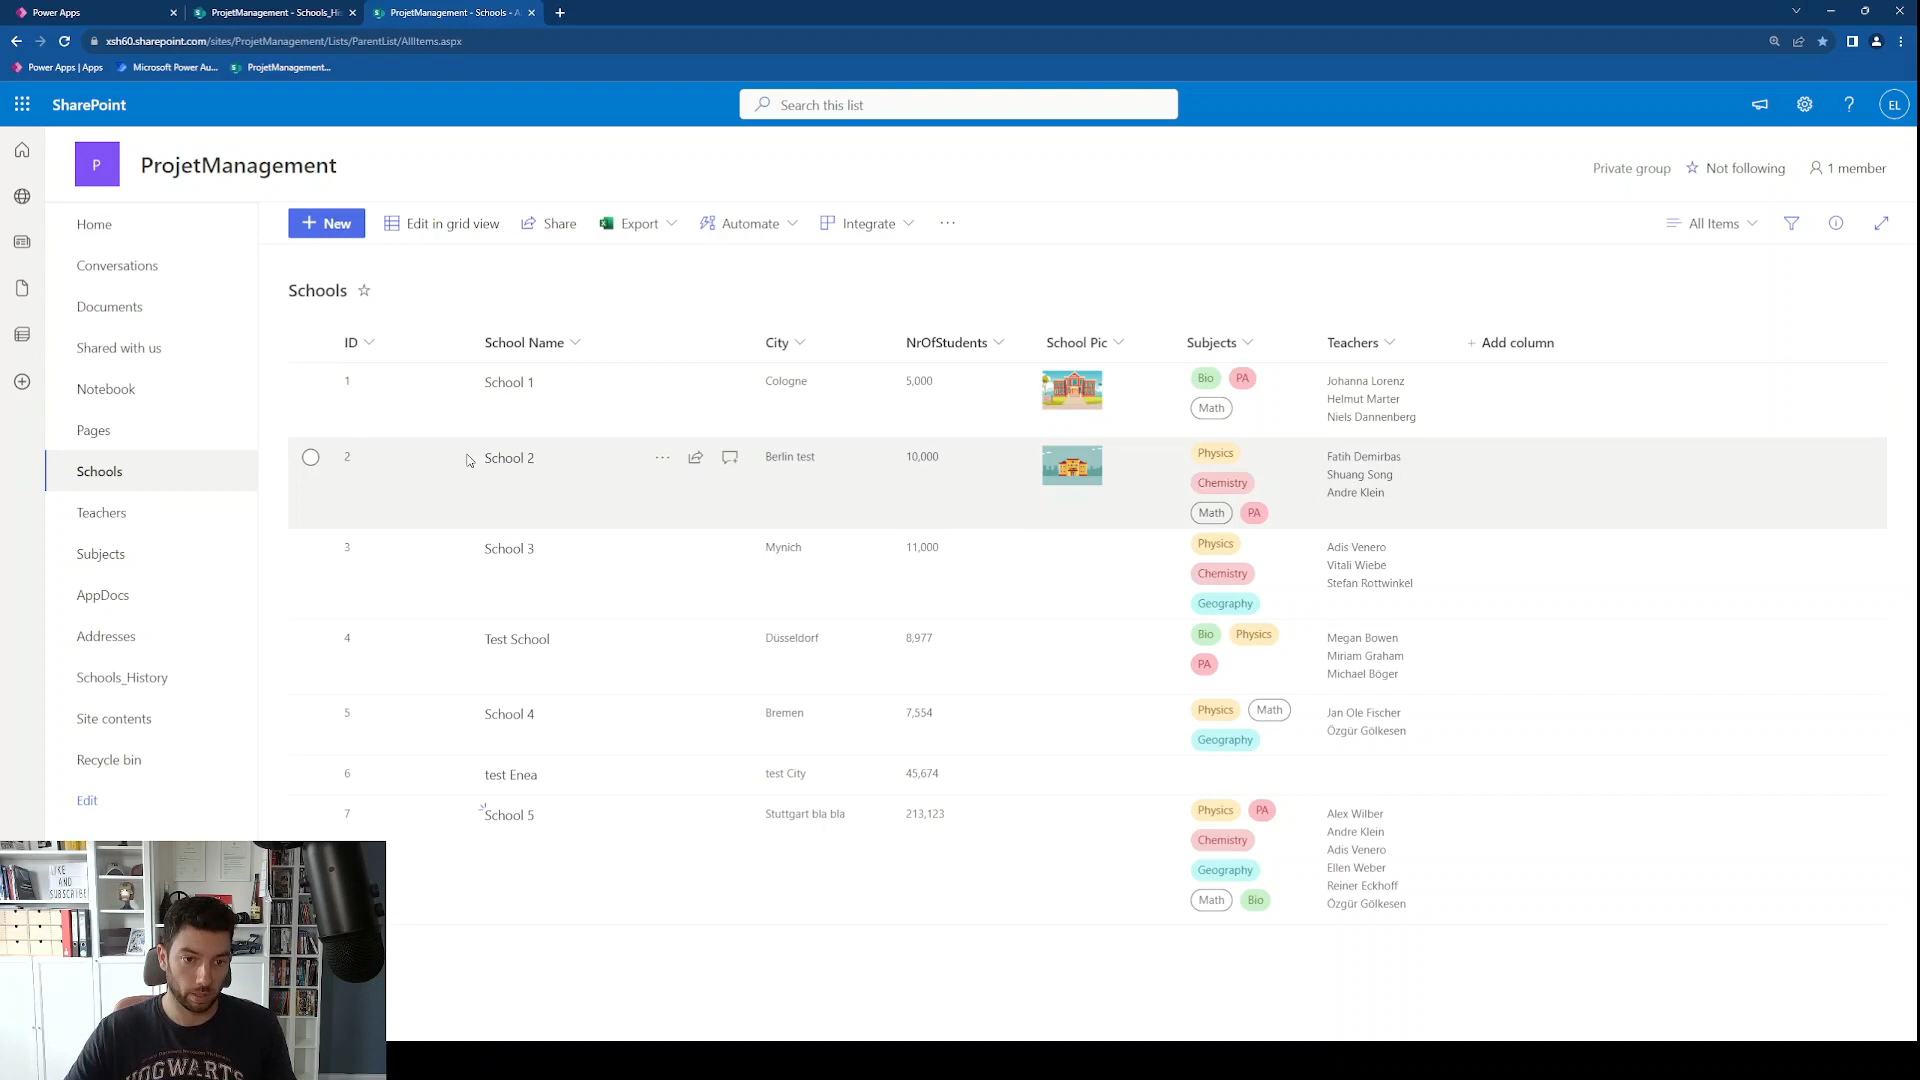 Power Apps
ProjetManagement - Schools_Hi
ProjetManagement - Schools - A
xsh60.sharepoint.com/sites/ProjetManagement/Lists/ParentList/AllItems.aspx
Power Apps | Apps
Microsoft Power Au...
ProjetManagement...
SharePoint
Search this list
EL
P
ProjetManagement
Private group
Not following
1 member
Home
Conversations
Documents
Shared with us
Notebook
Pages
Schools
Teachers
Subjects
AppDocs
Addresses
Schools_History
Site contents
Recycle bin
Edit
New
Edit in grid view
Share
Export
Automate
Integrate
All Items
Schools
ID School Name City NrOfStudents School Pic Subjects Teachers + Add column
1 School 1 Cologne 5,000 Bio PA Johanna Lorenz
Helmut Marter
Math Niels Dannenberg
2 School 2 Berlin test 10,000 Physics Fatih Demirbas
Chemistry Shuang Song
Andre Klein
Math PA
3 School 3 Mynich 11,000 Physics Adis Venero
Chemistry Vitali Wiebe
Geography Stefan Rottwinkel
4 Test School Düsseldorf 8,977 Bio Physics Megan Bowen
PA Miriam Graham
Michael Böger
5 School 4 Bremen 7,554 Physics Math Jan Ole Fischer
Geography Özgür Gölkesen
6 test Enea test City 45,674
7 School 5 Stuttgart bla bla 213,123 Physics PA Alex Wilber
Chemistry Andre Klein
Geography Adis Venero
Math Bio Ellen Weber
Reiner Eckhoff
Özgür Gölkesen
AND
SUBSCRIBE
HOGWARTS